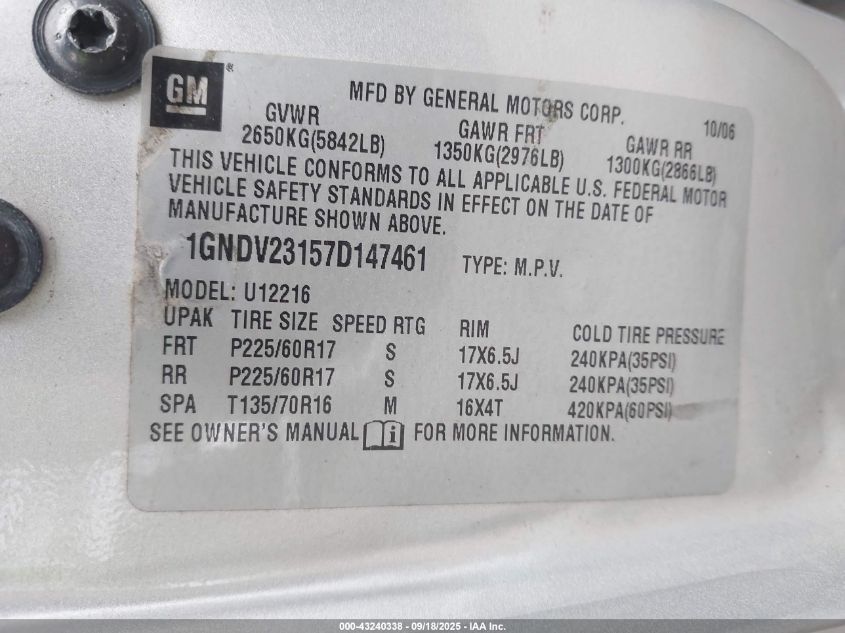 GM®
MFD BY GENERAL MOTORS CORP.
10/06
GVWR GAWR FRT GAWR RR
2650KG(5842LB) 1350KG(2976LB) 1300KG(2866LB)
THIS VEHICLE CONFORMS TO ALL APPLICABLE U.S. FEDERAL MOTOR
VEHICLE SAFETY STANDARDS IN EFFECT ON THE DATE OF
MANUFACTURE SHOWN ABOVE.
1GNDV23157D147461 TYPE: M.P.V.
MODEL: U12216
UPAK TIRE SIZE SPEED RTG RIM COLD TIRE PRESSURE
FRT P225/60R17 S 17X6.5J 240KPA(35PSI)
RR P225/60R17 S 17X6.5J 240KPA(35PSI)
SPA T135/70R16 M 16X4T 420KPA(60PSI)
SEE OWNER'S MANUAL i FOR MORE INFORMATION.
000-43240338 - 09/18/2025 - IAA Inc.